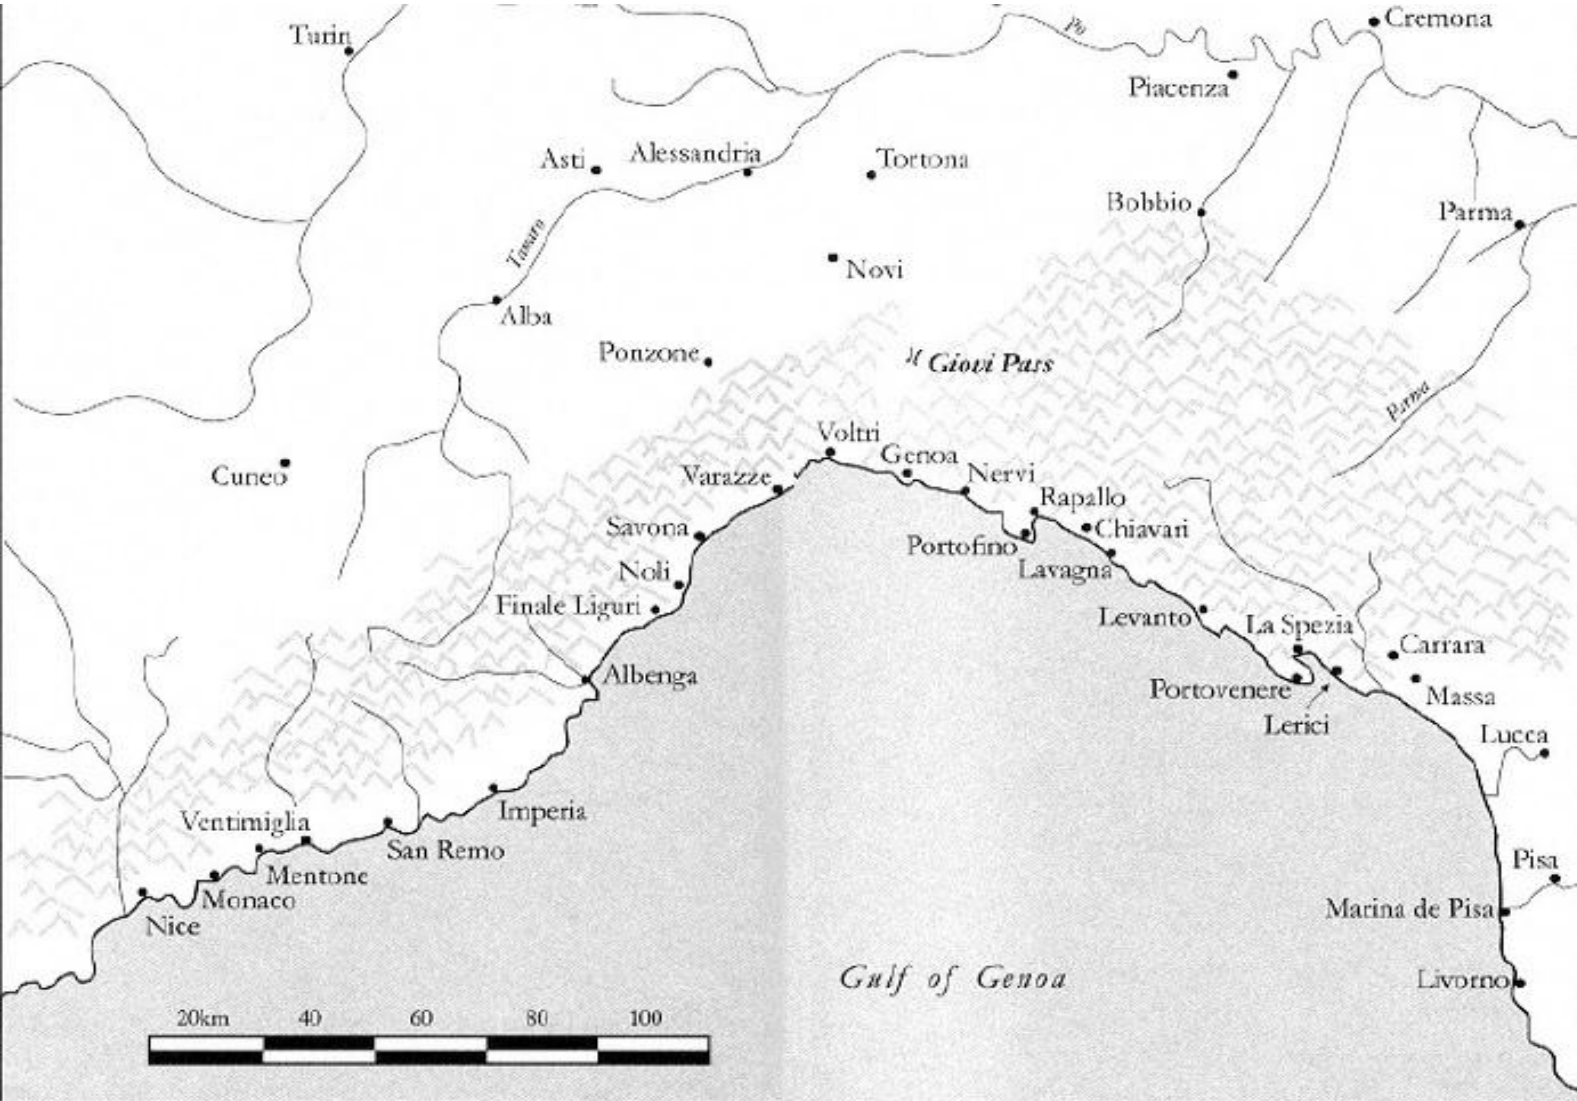 Cremona
Turin
Po
Piacenza
Asti
Alessandria
Tortona
Bobbio
Parma
Tanaro
Novi
Alba
Ponzone
Giovi Pass
Parma
Voltri
Genoa
Cuneo
Varazze
Nervi
Rapallo
Savona
Chiavari
Portofino
Noli
Lavagna
Finale Liguri
Levanto
La Spezia
Carrara
Albenga
Portovenere
Massa
Lerici
Lucca
Imperia
Ventimiglia
San Remo
Pisa
Mentone
Monaco
Marina de Pisa
Nice
Gulf of Genoa
Livorno
20km 40 60 80 100